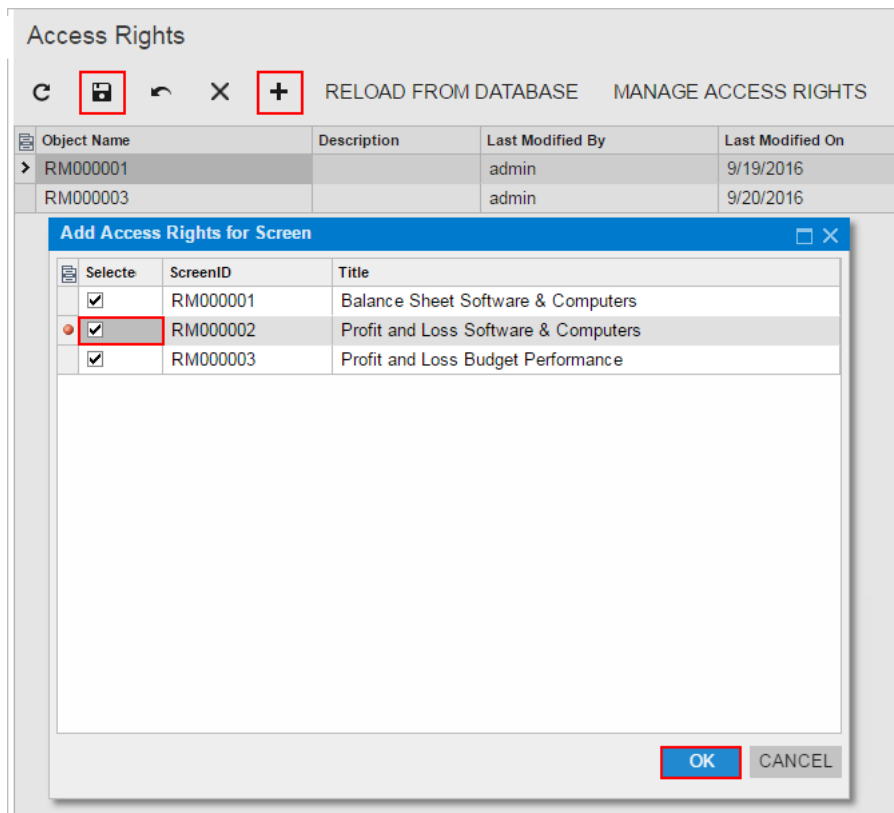 Access Rights
RELOAD FROM DATABASE MANAGE ACCESS RIGHTS
Object Name Description Last Modified By Last Modified On
RM000001 admin 9/19/2016
RM000003 admin 9/20/2016
Add Access Rights for Screen
Selecte ScreenID Title
RM000001 Balance Sheet Software & Computers
RM000002 Profit and Loss Software & Computers
RM000003 Profit and Loss Budget Performance
OK CANCEL